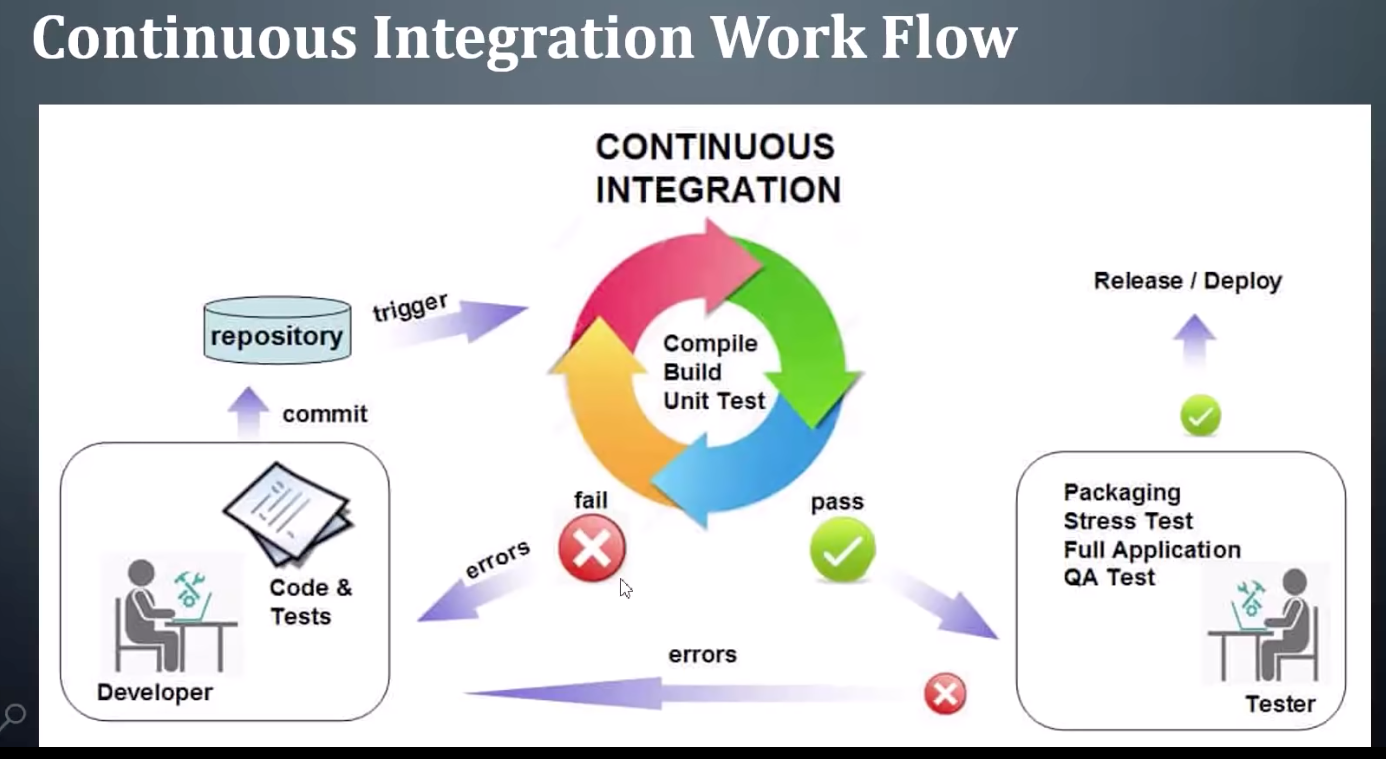 Continuous Integration Work Flow
CONTINUOUS
INTEGRATION
repository
trigger
commit
Compile
Build
Unit Test
Release / Deploy
fail
pass
errors
Code &
Tests
Developer
Packaging
Stress Test
Full Application
QA Test
errors
Tester